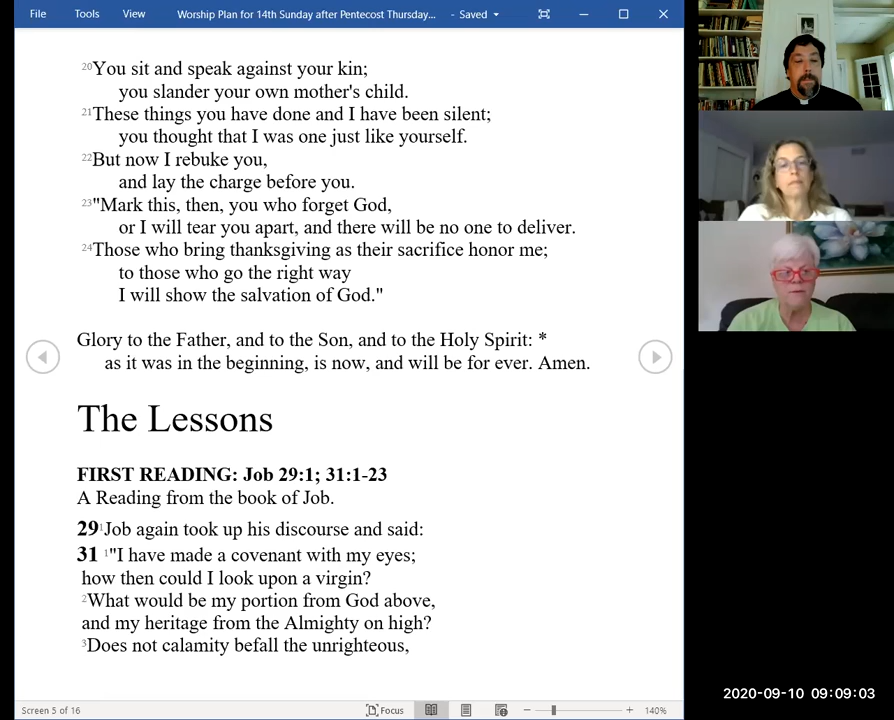 File Tools View Worship Plan for 14th Sunday after Pentecost Thursday... - Saved
20You sit and speak against your kin;
you slander your own mother's child.
21These things you have done and I have been silent;
you thought that I was one just like yourself.
22But now I rebuke you,
and lay the charge before you.
23"Mark this, then, you who forget God,
or I will tear you apart, and there will be no one to deliver.
24Those who bring thanksgiving as their sacrifice honor me;
to those who go the right way
I will show the salvation of God."
Glory to the Father, and to the Son, and to the Holy Spirit: *
as it was in the beginning, is now, and will be for ever. Amen.
The Lessons
FIRST READING: Job 29:1; 31:1-23
A Reading from the book of Job.
29 1Job again took up his discourse and said:
31 1"I have made a covenant with my eyes;
how then could I look upon a virgin?
2What would be my portion from God above,
and my heritage from the Almighty on high?
3Does not calamity befall the unrighteous,
2020-09-10 09:09:03
Screen 5 of 16 Focus 140%